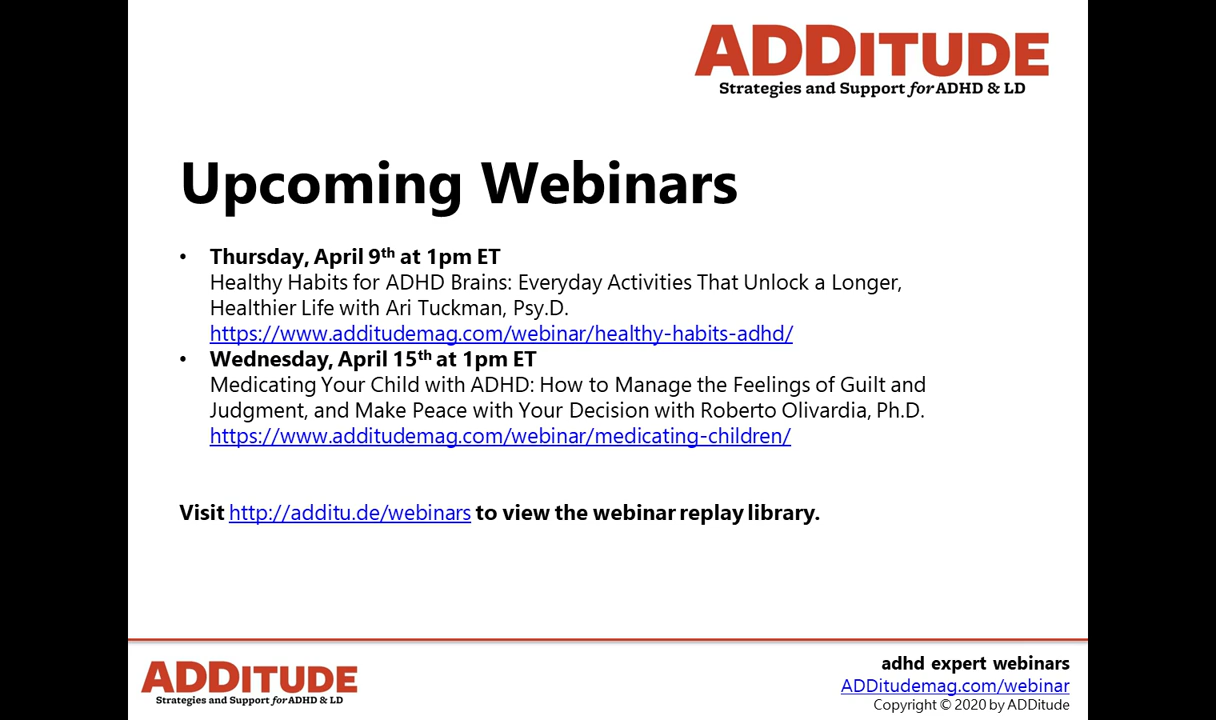 ADDITUDE
Strategies and Support for ADHD & LD
Upcoming Webinars
• Thursday, April 9th at 1pm ET
Healthy Habits for ADHD Brains: Everyday Activities That Unlock a Longer,
Healthier Life with Ari Tuckman, Psy.D.
https://www.additudemag.com/webinar/healthy-habits-adhd/
• Wednesday, April 15th at 1pm ET
Medicating Your Child with ADHD: How to Manage the Feelings of Guilt and
Judgment, and Make Peace with Your Decision with Roberto Olivardia, Ph.D.
https://www.additudemag.com/webinar/medicating-children/
Visit http://additu.de/webinars to view the webinar replay library.
ADDITUDE
Strategies and Support for ADHD & LD
adhd expert webinars
ADDitudemag.com/webinar
Copyright © 2020 by ADDitude